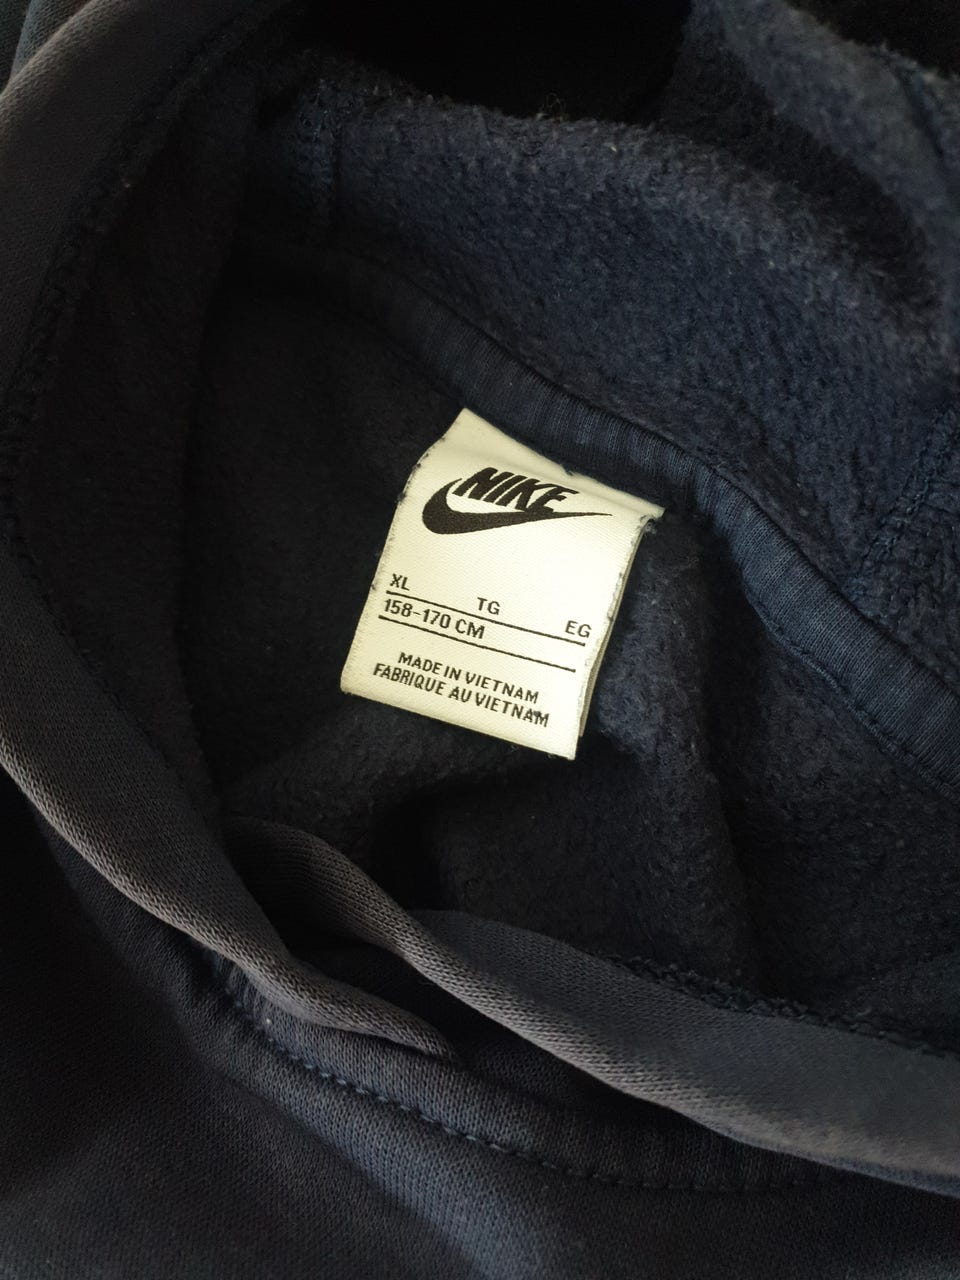 NIKE
XL TG EG
158-170 CM
MADE IN VIETNAM
FABRIQUE AU VIETNAM